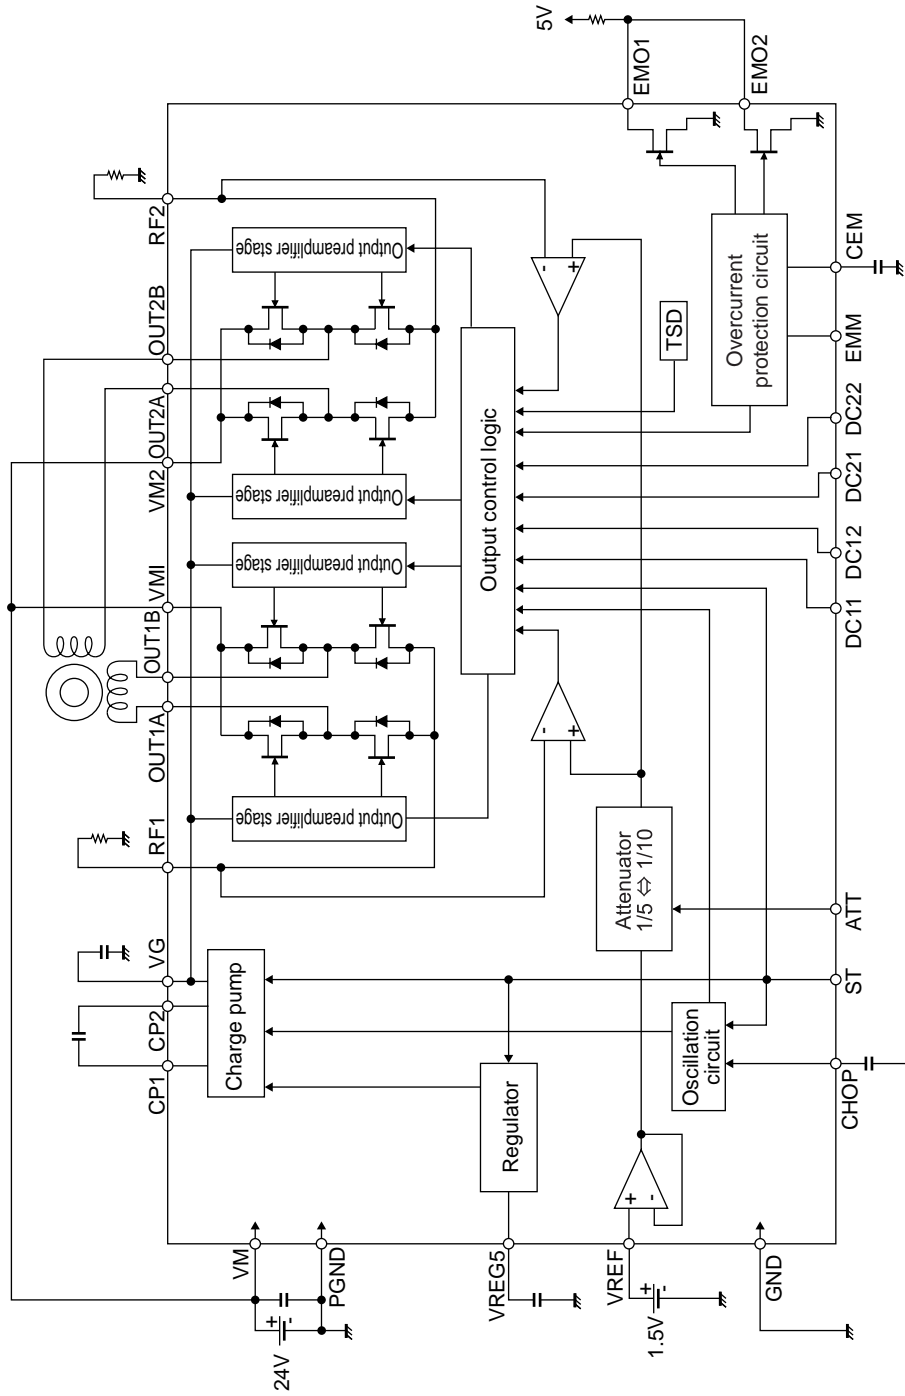 CP1
CP2
VG
RF1
OUT1A
OUT1B
VMI
VM2
OUT2A
OUT2B
RF2
VM
24V
+
-
PGND
Charge pump
Output preamplifier stage
Output preamplifier stage
Output preamplifier stage
Output preamplifier stage
VREG5
Regulator
Output control logic
-
+
-
+
VREF
1.5V
+
-
+
-
Attenuator
1/5 ⇔ 1/10
Oscillation
circuit
TSD
Overcurrent
protection circuit
5V
EMO1
EMO2
GND
CHOP
ST
ATT
DC11
DC12
DC21
DC22
EMM
CEM